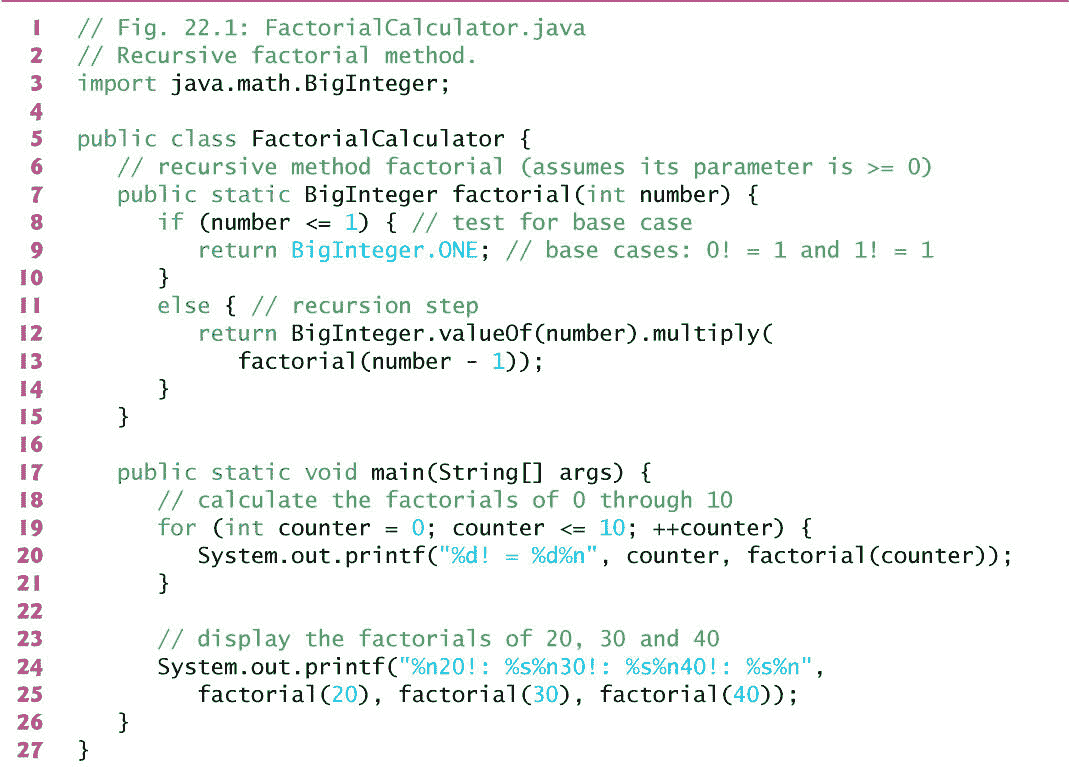 1 // Fig. 22.1: FactorialCalculator.java
2 // Recursive factorial method.
3 import java.math.BigInteger;
4
5 public class FactorialCalculator {
6    // recursive method factorial (assumes its parameter is >= 0)
7    public static BigInteger factorial(int number) {
8       if (number <= 1) { // test for base case
9          return BigInteger.ONE; // base cases: 0! = 1 and 1! = 1
10       }
11       else { // recursion step
12          return BigInteger.valueOf(number).multiply(
13             factorial(number - 1));
14       }
15    }
16
17    public static void main(String[] args) {
18       // calculate the factorials of 0 through 10
19       for (int counter = 0; counter <= 10; ++counter) {
20          System.out.printf("%d! = %d%n", counter, factorial(counter));
21       }
22
23       // display the factorials of 20, 30 and 40
24       System.out.printf("%n20!: %s%n30!: %s%n40!: %s%n",
25          factorial(20), factorial(30), factorial(40));
26    }
27 }